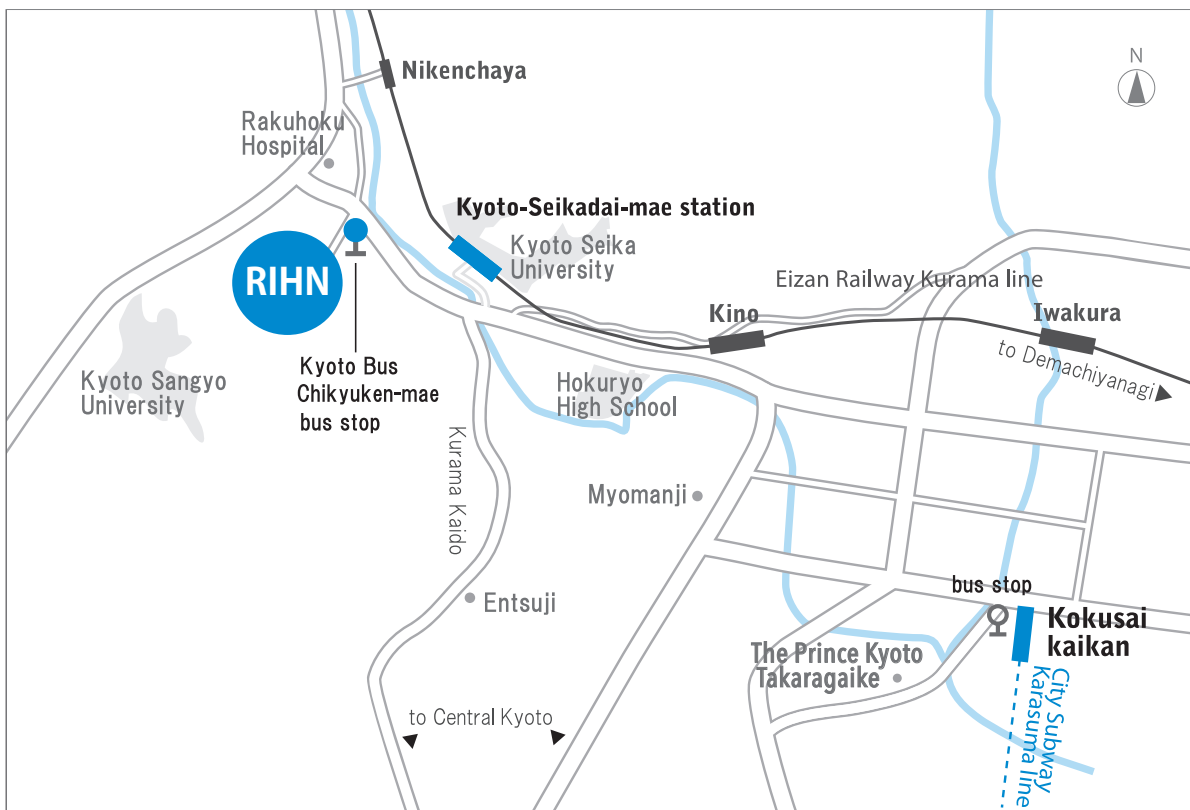 N
Nikenchaya
Rakuhoku
Hospital
Kyoto-Seikadai-mae station
Kyoto Seika
University
RIHN
Eizan Railway Kurama line
Kino
Iwakura
to Demachiyanagi
Kyoto Bus
Chikyuken-mae
bus stop
Kyoto Sangyo
University
Hokuryo
High School
Kurama Kaido
Myomanji
Entsuji
bus stop
Kokusai
kaikan
The Prince Kyoto
Takaragaike
City Subway
Karasuma line
to Central Kyoto